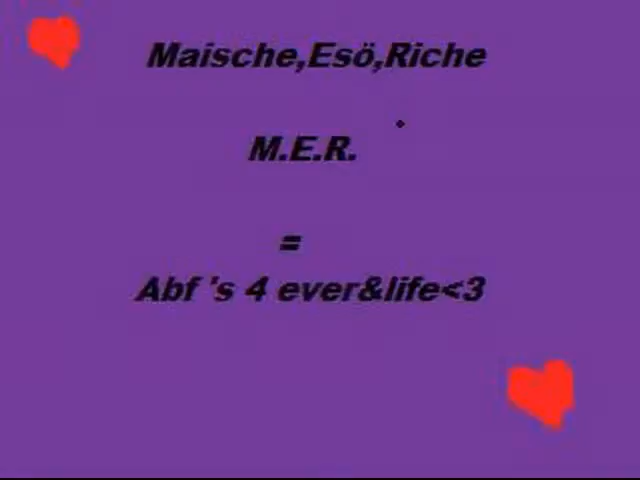 Maische,Esö,Riche
M.E.R.
=
Abf 's 4 ever&life<3